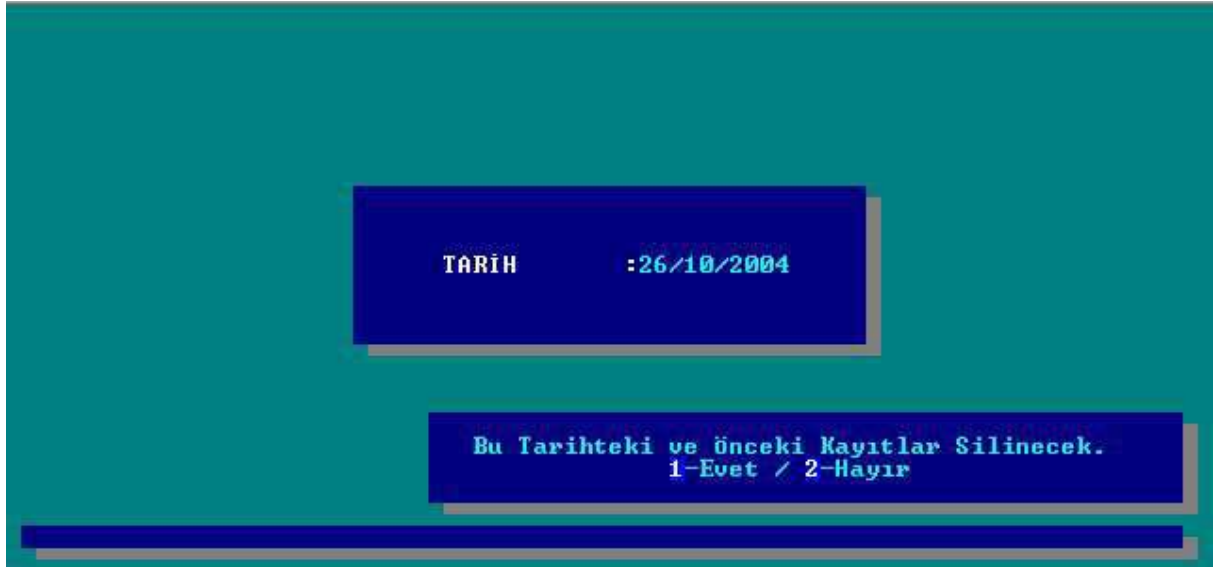 TARİH :26/10/2004
Bu Tarihteki ve Önceki Kayıtlar Silinecek.
1-Evet / 2-Hayır